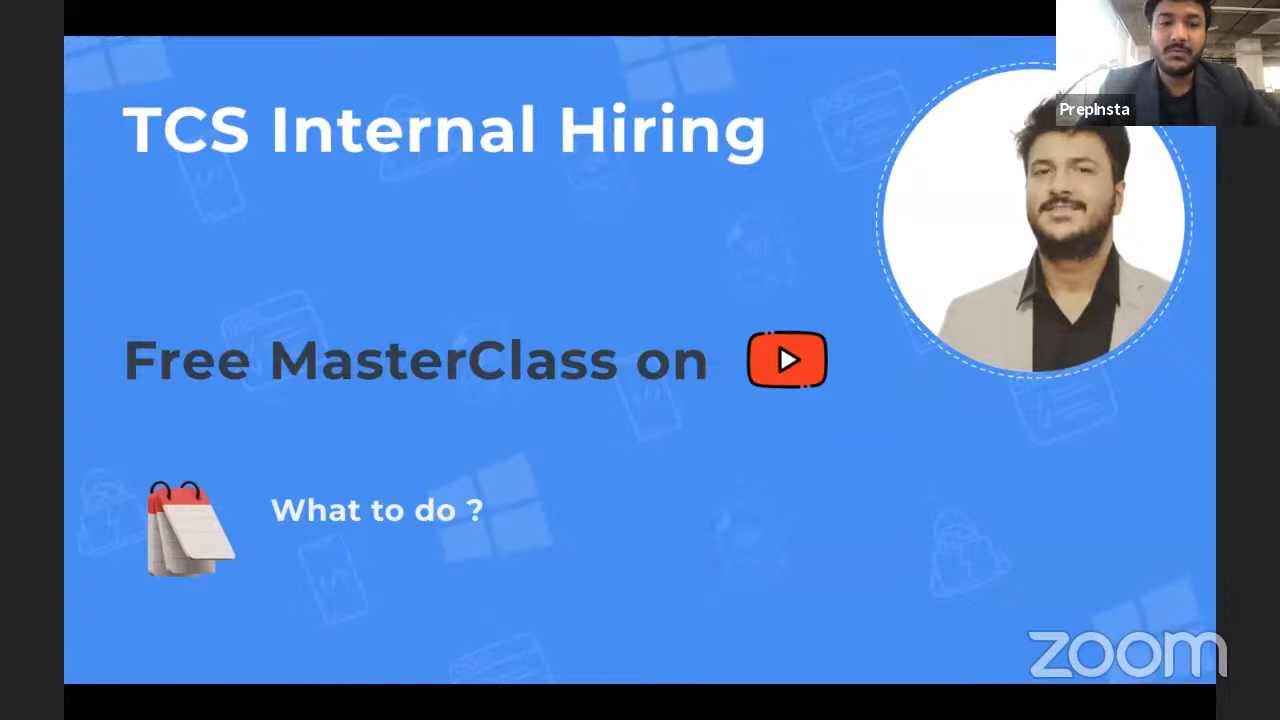 TCS Internal Hiring
PrepInsta
Free MasterClass on
What to do ?
zoom